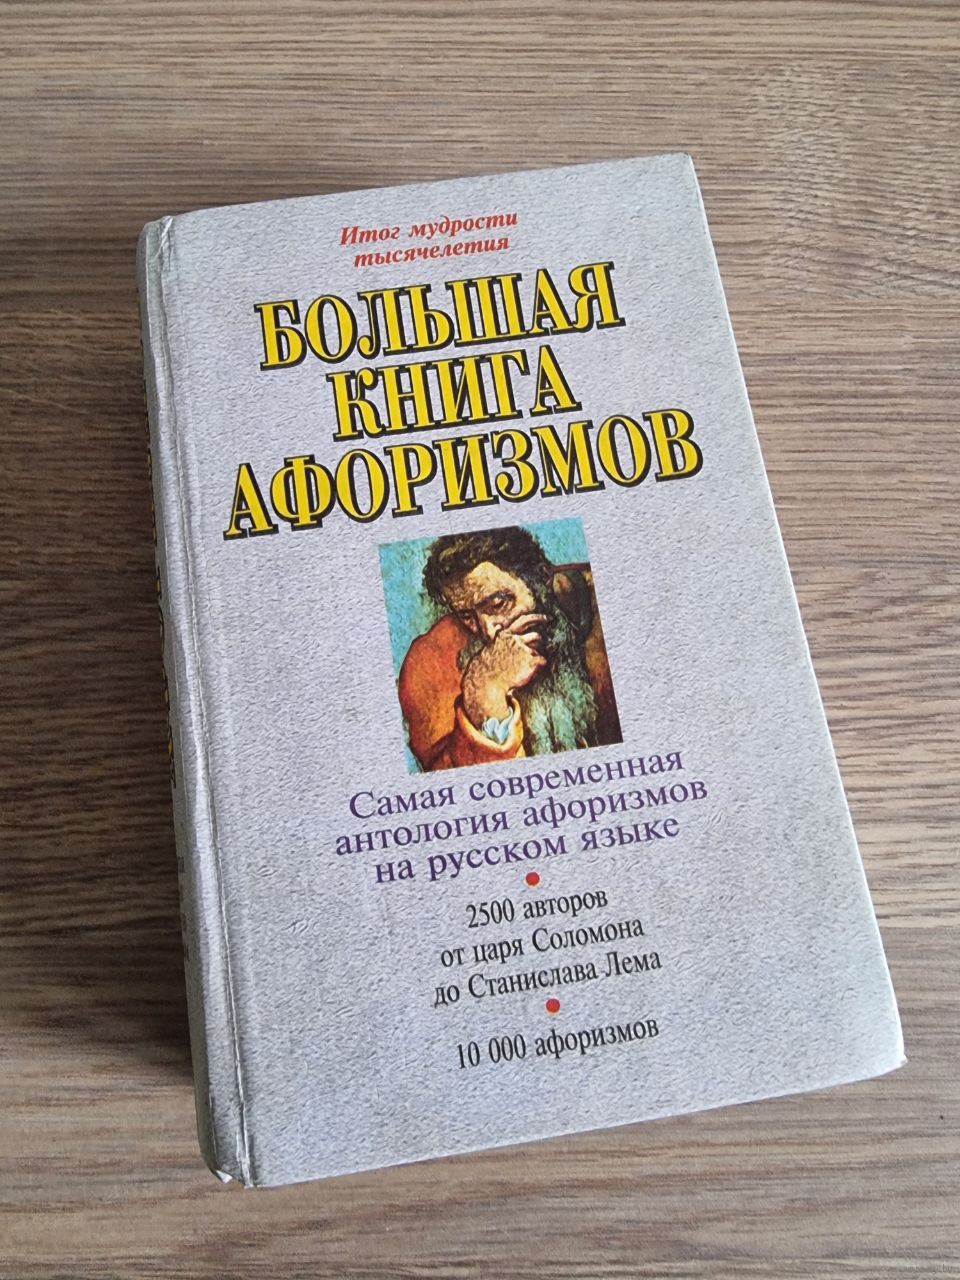 Итог мудрости
тысячелетия
БОЛЬШАЯ
КНИГА
АФОРИЗМОВ
Самая современная
антология афоризмов
на русском языке
2500 авторов
от царя Соломона
до Станислава Лема
10 000 афоризмов